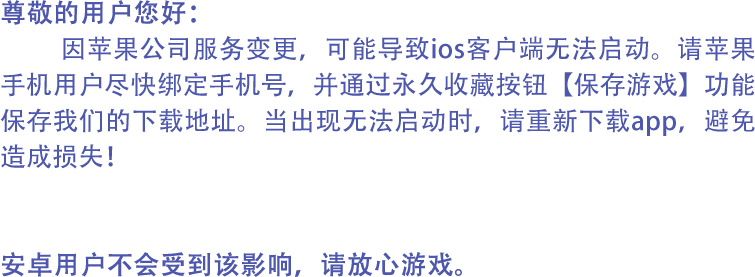 尊敬的用户您好：
因苹果公司服务变更，可能导致ios客户端无法启动。请苹果
手机用户尽快绑定手机号，并通过永久收藏按钮【保存游戏】功能
保存我们的下载地址。当出现无法启动时，请重新下载app，避免
造成损失！
安卓用户不会受到该影响，请放心游戏。